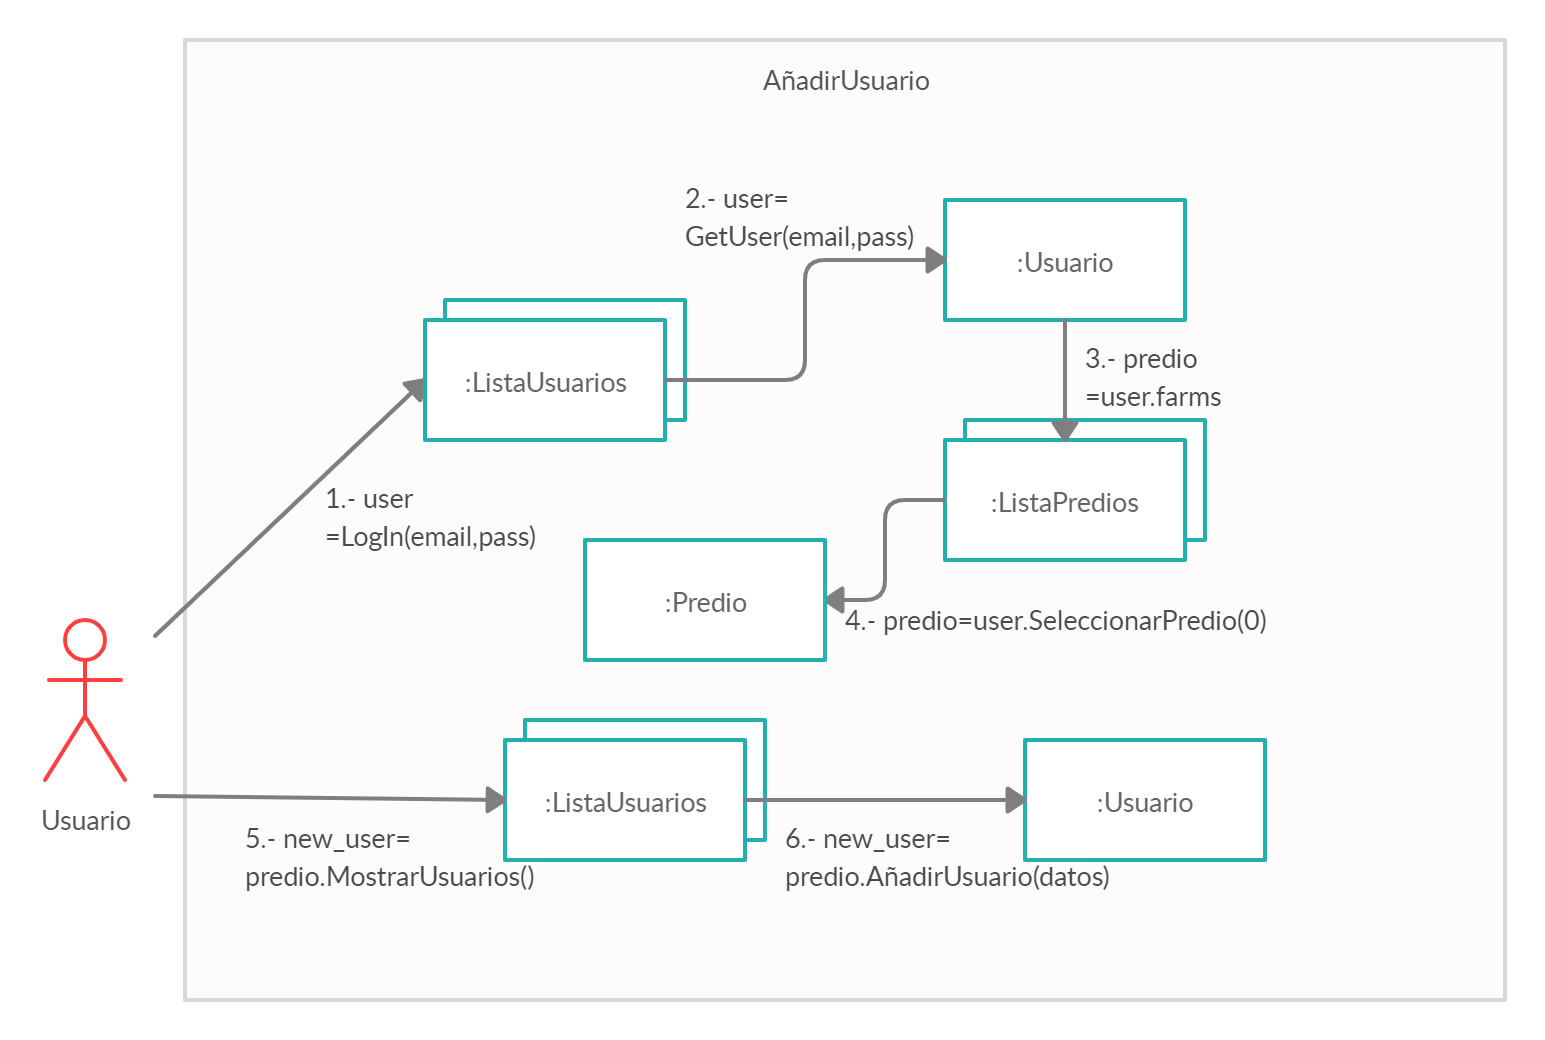 AñadirUsuario
2.- user=
GetUser(email,pass)
:Usuario
3.- predio
=user.farms
:ListaUsuarios
1.- user
=LogIn(email,pass)
:ListaPredios
:Predio
4.- predio=user.SeleccionarPredio(0)
Usuario
:ListaUsuarios
:Usuario
5.- new_user=
predio.MostrarUsuarios()
6.- new_user=
predio.AñadirUsuario(datos)